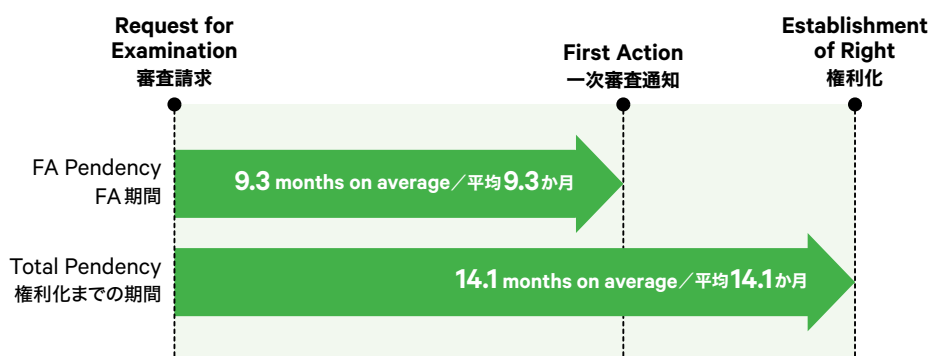 Request for
Examination
審査請求
First Action
一次審査通知
Establishment
of Right
権利化
FA Pendency
FA期間
9.3 months on average／平均9.3か月
Total Pendency
権利化までの期間
14.1 months on average／平均14.1か月